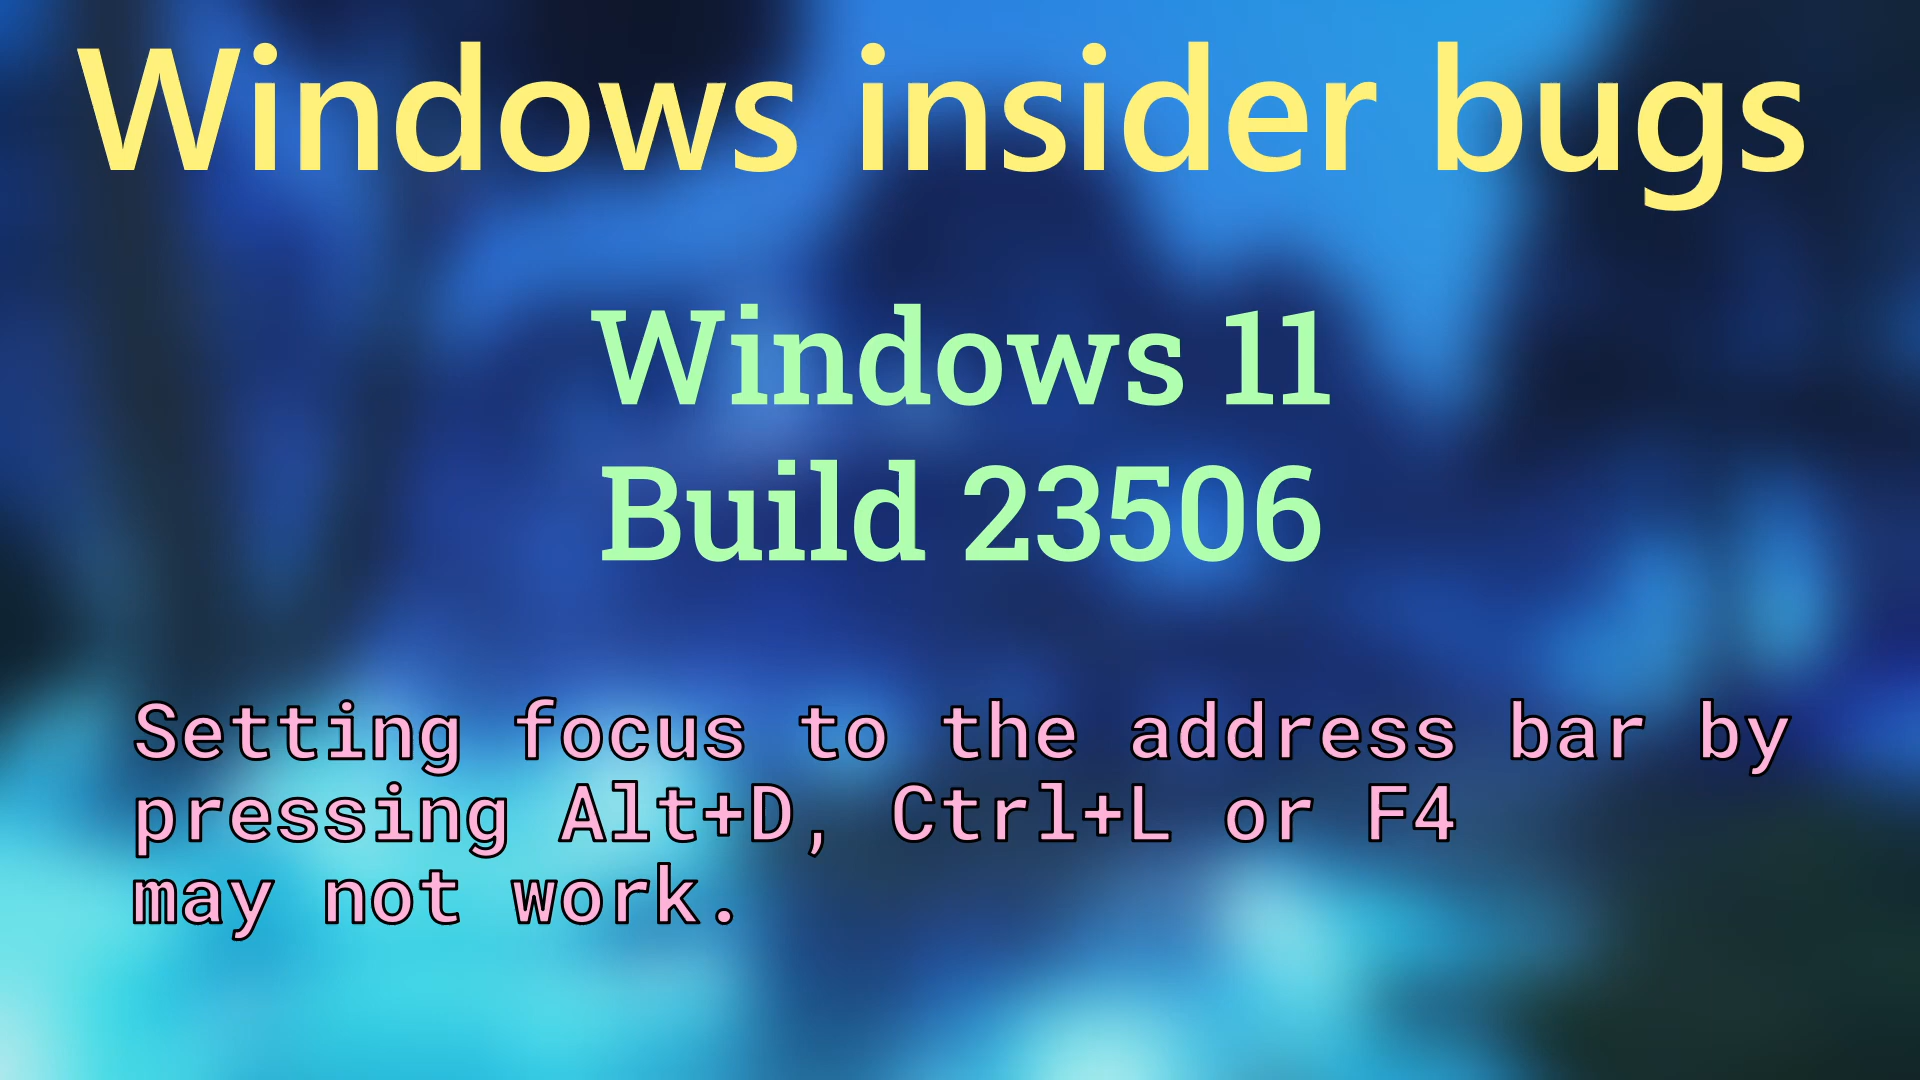 Windows insider bugs
Windows 11
Build 23506
Setting focus to the address bar by
pressing Alt+D, Ctrl+L or F4
may not work.